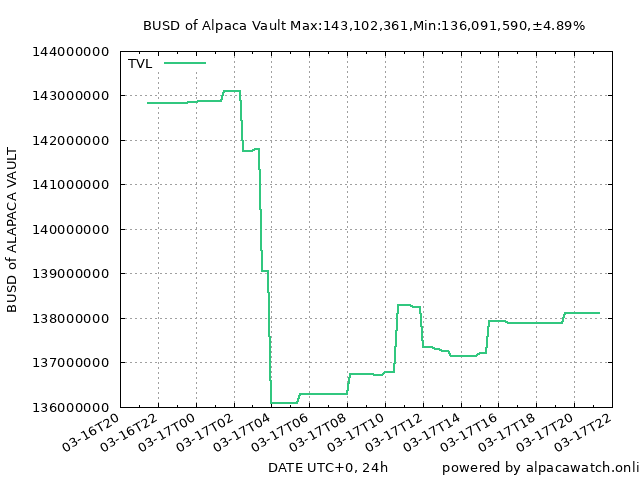 BUSD of Alpaca Vault Max:143,102,361,Min:136,091,590,±4.89%
TVL
144000000
143000000
142000000
141000000
140000000
139000000
138000000
137000000
136000000
BUSD of ALAPACA VAULT
03-16T20
03-16T22
03-17T00
03-17T02
03-17T04
03-17T06
03-17T08
03-17T10
03-17T12
03-17T14
03-17T16
03-17T18
03-17T20
03-17T22
DATE UTC+0, 24h
powered by alpacawatch.onli